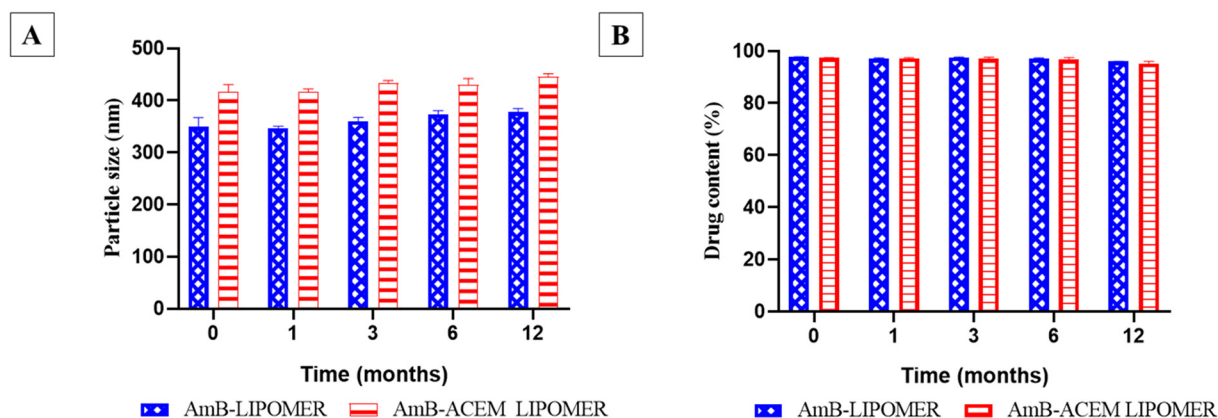 A
Particle size (nm)
500
400
300
200
100
0
0 1 3 6 12
Time (months)
AmB-LIPOMER AmB-ACEM LIPOMER
B
Drug content (%)
100
80
60
40
20
0
0 1 3 6 12
Time (months)
AmB-LIPOMER AmB-ACEM LIPOMER